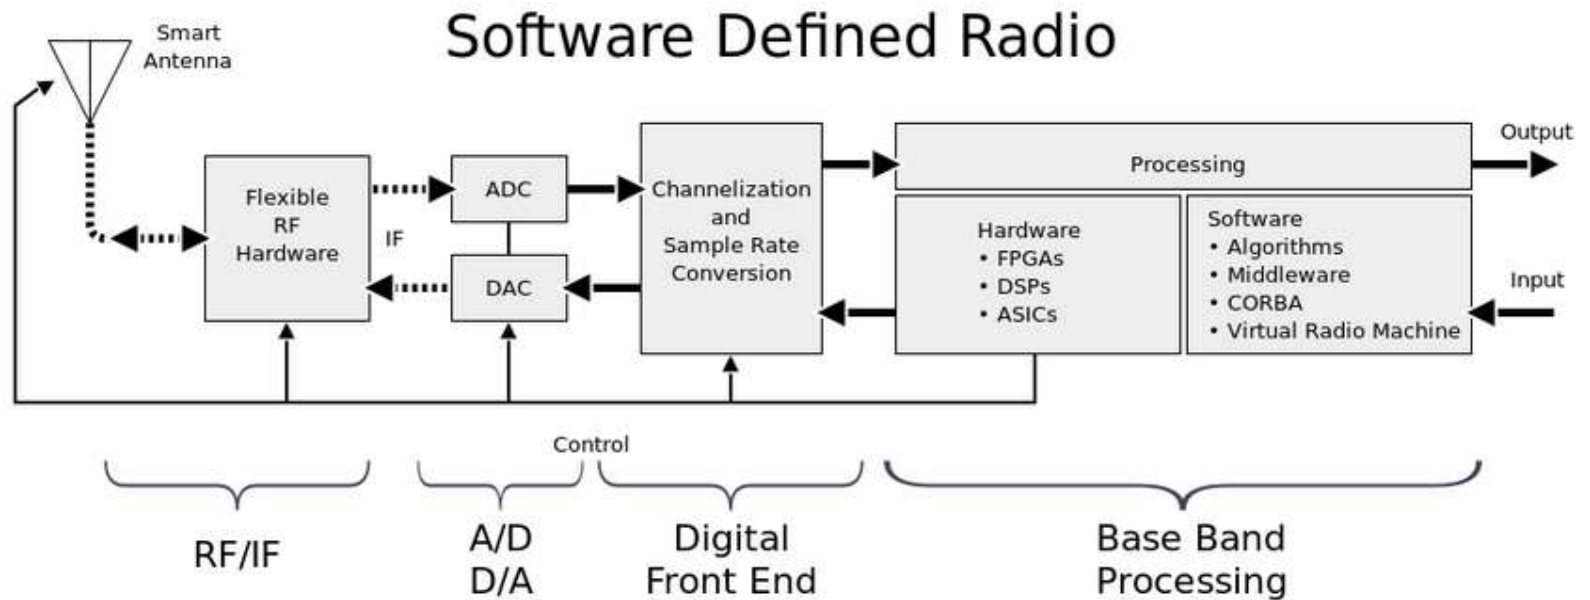 Software Defined Radio
Smart
Antenna
Flexible
RF
Hardware
IF
ADC
DAC
Channelization
and
Sample Rate
Conversion
Processing
Hardware
• FPGAs
• DSPs
• ASICs
Software
• Algorithms
• Middleware
• CORBA
• Virtual Radio Machine
Output
Input
Control
RF/IF
A/D
D/A
Digital
Front End
Base Band
Processing